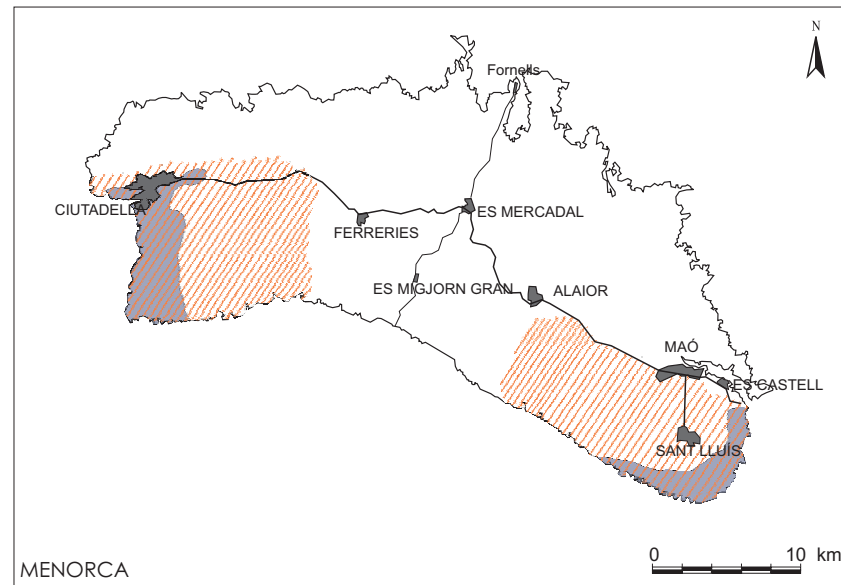 N
Fornells
CIUTADELLA
ES MERCADAL
FERRERIES
ES MIGJORN GRAN
ALAIOR
MAÓ
ES CASTELL
SANT LLUÍS
0 10 km
MENORCA